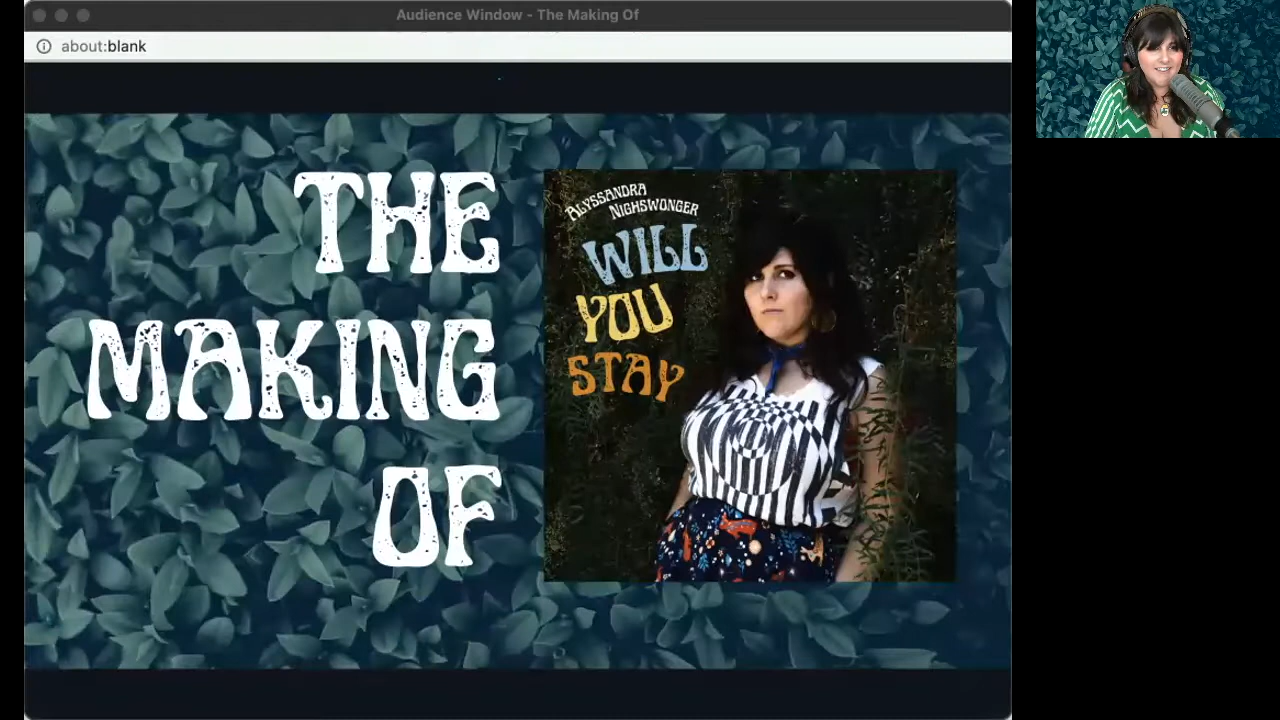 Audience Window - The Making Of
about:blank
THE
MAKING
OF
ALYSSANDRA
NIGHSWONGER
WILL
YOU
STAY